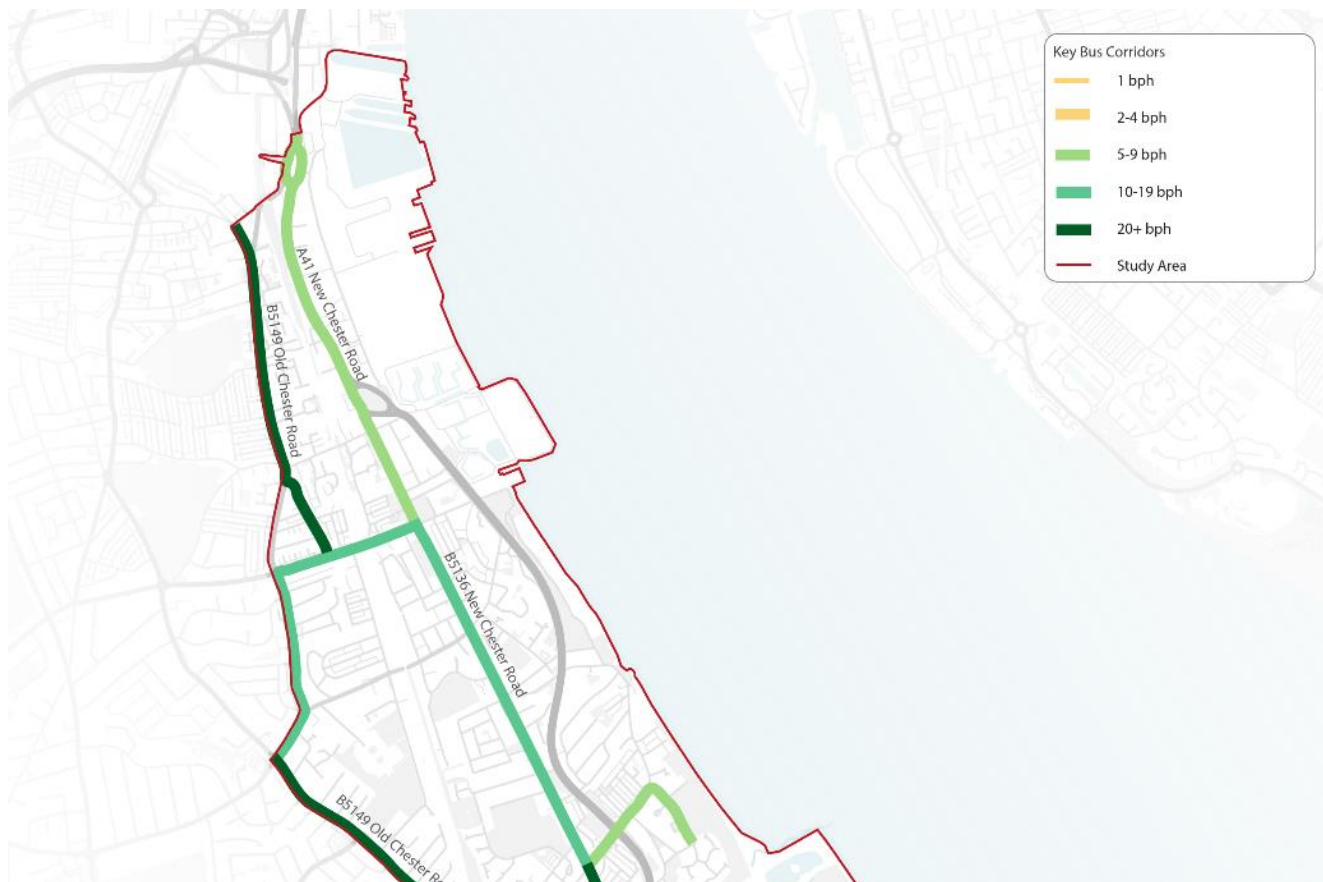 Key Bus Corridors
1 bph
2-4 bph
5-9 bph
10-19 bph
20+ bph
Study Area
A41 New Chester Road
B5149 Old Chester Road
B5136 New Chester Road
B5149 Old Chester Ro